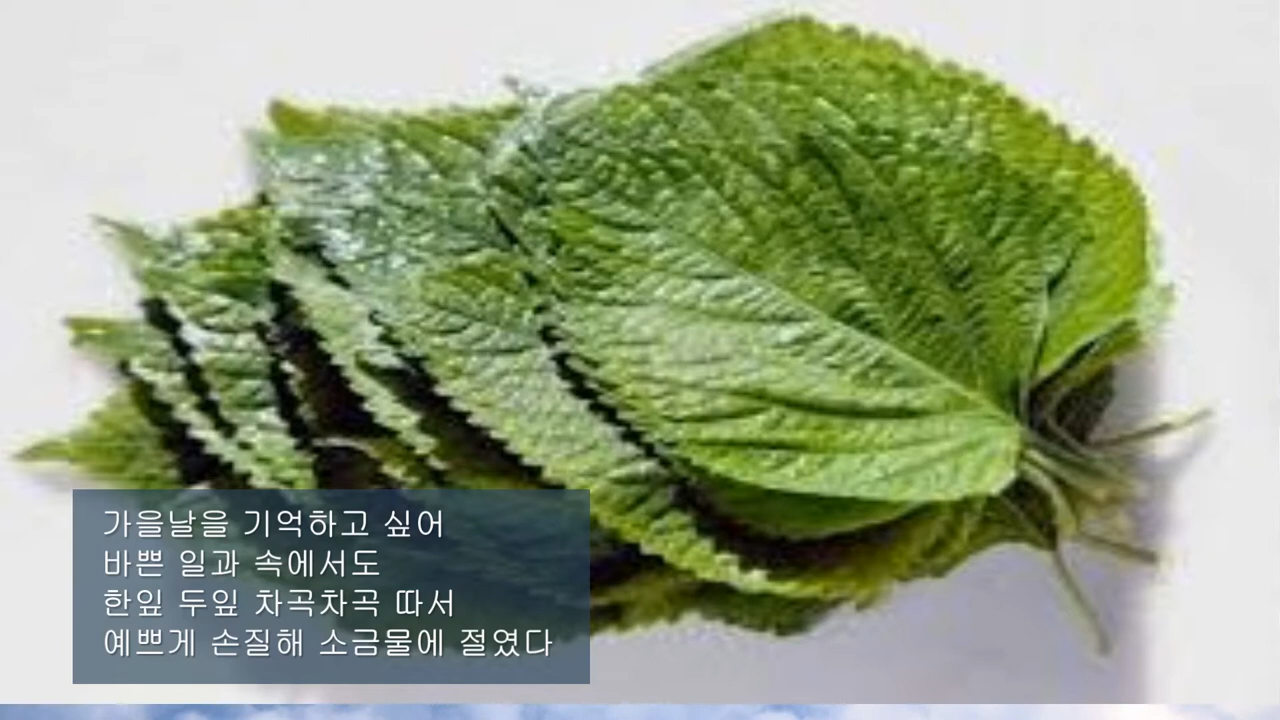 가을날을 기억하고 싶어
바쁜 일과 속에서도
한잎 두잎 차곡차곡 따서
예쁘게 손질해 소금물에 절였다